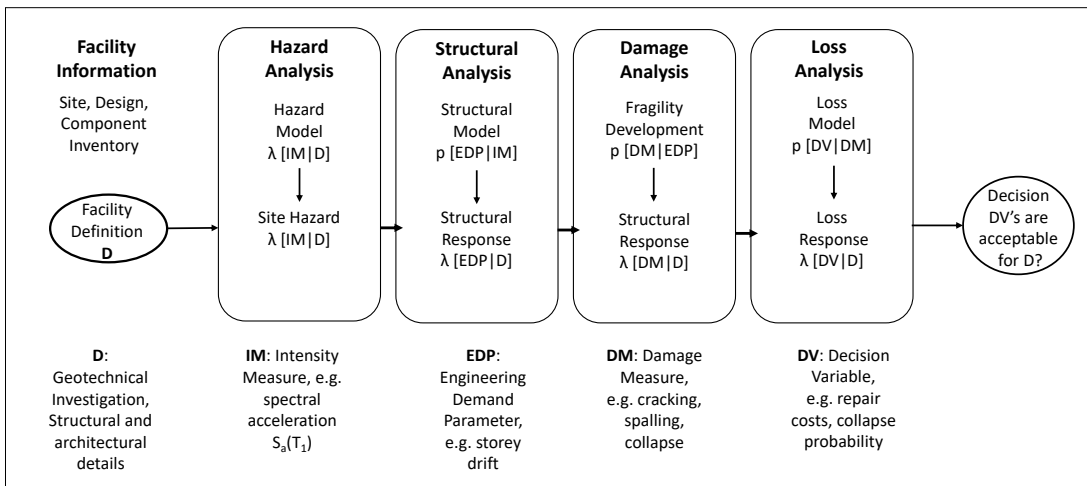 Facility
Information
Site, Design,
Component
Inventory
Facility
Definition
D
Hazard
Analysis
Hazard
Model
λ [IM|D]
Site Hazard
λ [IM|D]
Structural
Analysis
Structural
Model
p [EDP|IM]
Structural
Response
λ [EDP|D]
Damage
Analysis
Fragility
Development
p [DM|EDP]
Structural
Response
λ [DM|D]
Loss
Analysis
Loss
Model
p [DV|DM]
Loss
Response
λ [DV|D]
Decision
DV's are
acceptable
for D?
D:
Geotechnical
Investigation,
Structural and
architectural
details
IM: Intensity
Measure, e.g.
spectral
acceleration
Sa(T1)
EDP:
Engineering
Demand
Parameter,
e.g. storey
drift
DM: Damage
Measure,
e.g. cracking,
spalling,
collapse
DV: Decision
Variable,
e.g. repair
costs, collapse
probability